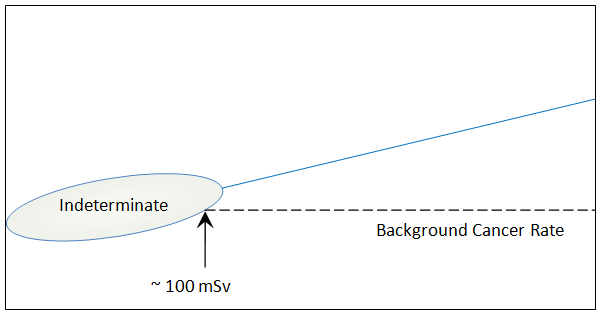 Indeterminate
Background Cancer Rate
~ 100 mSv